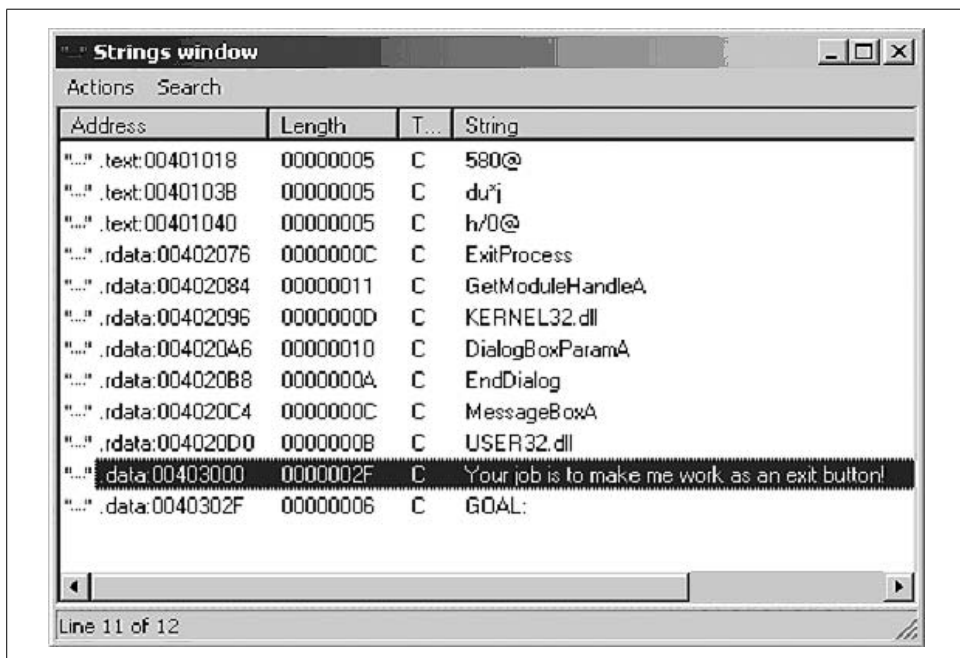 Strings window
Actions Search
Address Length T... String
"..." .text:00401018 00000005 C 580@
"..." .text:0040103B 00000005 C du*j
"..." .text:00401040 00000005 C h/0@
"..." .rdata:00402076 0000000C C ExitProcess
"..." .rdata:00402084 00000011 C GetModuleHandleA
"..." .rdata:00402096 0000000D C KERNEL32.dll
"..." .rdata:004020A6 00000010 C DialogBoxParamA
"..." .rdata:004020B8 0000000A C EndDialog
"..." .rdata:004020C4 0000000C C MessageBoxA
"..." .rdata:004020D0 0000000B C USER32.dll
"..." .data:00403000 0000002F C Your job is to make me work as an exit button!
"..." .data:0040302F 00000006 C GOAL:
Line 11 of 12